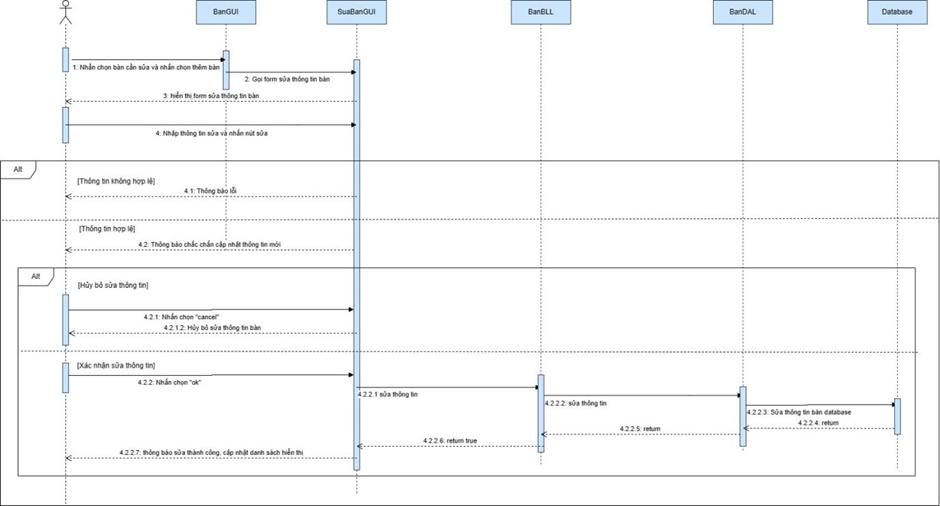 BanGUI
SuaBanGUI
BanBLL
BanDAL
Database
1: Nhấn chọn bàn cần sửa và nhấn chọn thêm bàn
2: Gọi form sửa thông tin bàn
3: hiển thị form sửa thông tin bàn
4: Nhập thông tin sửa và nhấn nút sửa
Alt
[Thông tin không hợp lệ]
4.1: Thông báo lỗi
[Thông tin hợp lệ]
4.2: Thông báo chắc chắn cập nhật thông tin mới
Alt
[Hủy bỏ sửa thông tin]
4.2.1: Nhấn chọn "cancel"
4.2.1.2: Hủy bỏ sửa thông tin bàn
[Xác nhận sửa thông tin]
4.2.2: Nhấn chọn "ok"
4.2.2.1 sửa thông tin
4.2.2.2: sửa thông tin
4.2.2.3: Sửa thông tin bàn database
4.2.2.4: return
4.2.2.5: return
4.2.2.6: return true
4.2.2.7: thông báo sửa thành công, cập nhật danh sách hiển thị